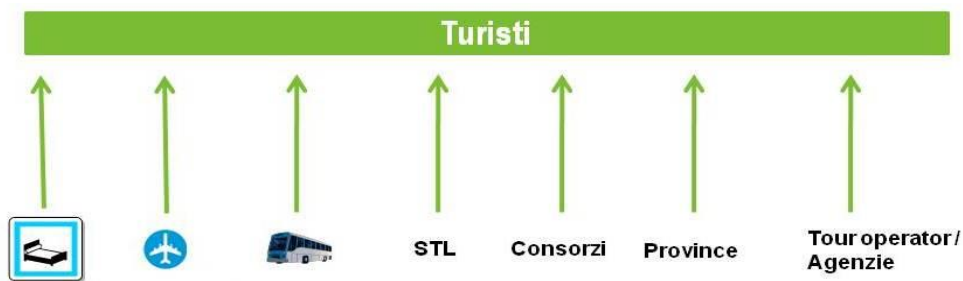 Turisti
STL
Consorzi
Province
Tour operator/
Agenzie